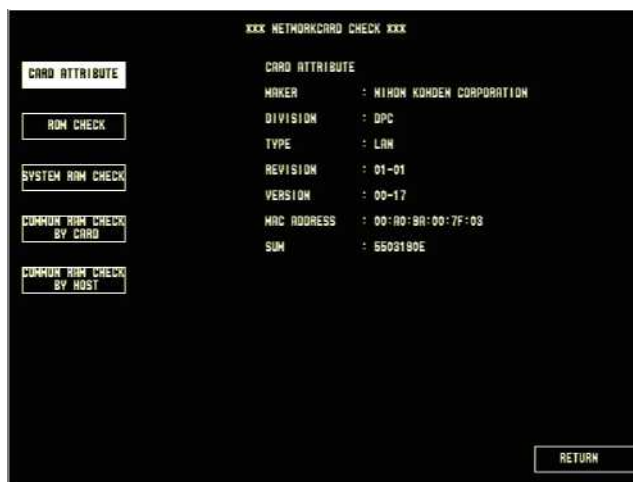 *** NETWORKCARD CHECK ***
CARD ATTRIBUTE
ROM CHECK
SYSTEM RAM CHECK
COMMON RAM CHECK
BY CARD
COMMON RAM CHECK
BY HOST
CARD ATTRIBUTE
MAKER : NIHON KOHDEN CORPORATION
DIVISION : DPC
TYPE : LAN
REVISION : 01-01
VERSION : 00-17
MAC ADDRESS : 00:A0:9A:00:7F:03
SUM : 5503190E
RETURN